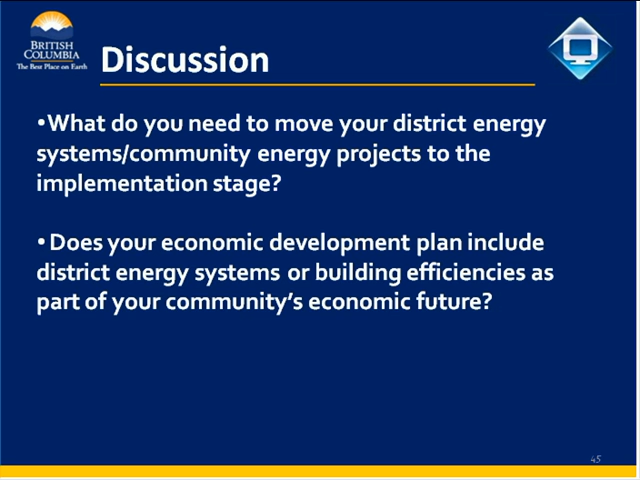 BRITISH
COLUMBIA
The Best Place on Earth
Discussion
•What do you need to move your district energy
systems/community energy projects to the
implementation stage?
• Does your economic development plan include
district energy systems or building efficiencies as
part of your community's economic future?
45